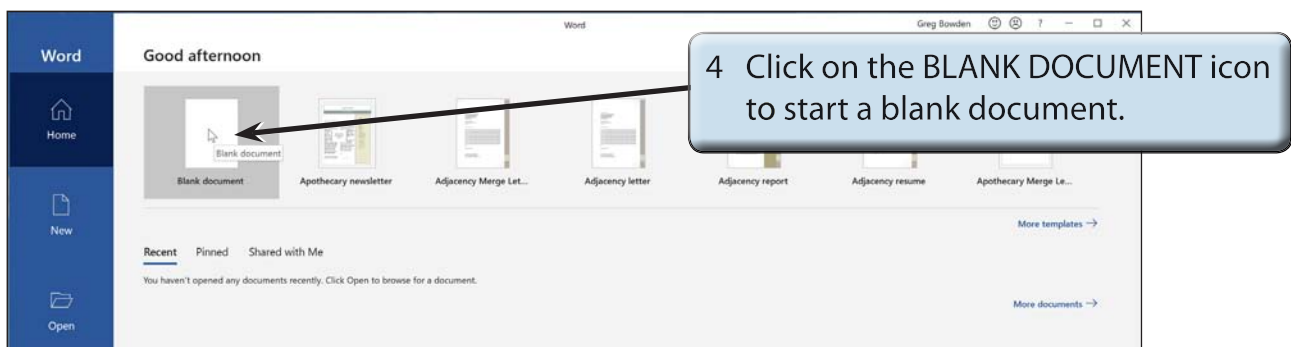 Word
Greg Bowden
?
Word
Good afternoon
4 Click on the BLANK DOCUMENT icon
to start a blank document.
Home
Blank document
Blank document
Apothecary newsletter
Adjacency Merge Let...
Adjacency letter
Adjacency report
Adjacency resume
Apothecary Merge Le...
New
More templates →
Recent Pinned Shared with Me
You haven't opened any documents recently. Click Open to browse for a document.
Open
More documents →